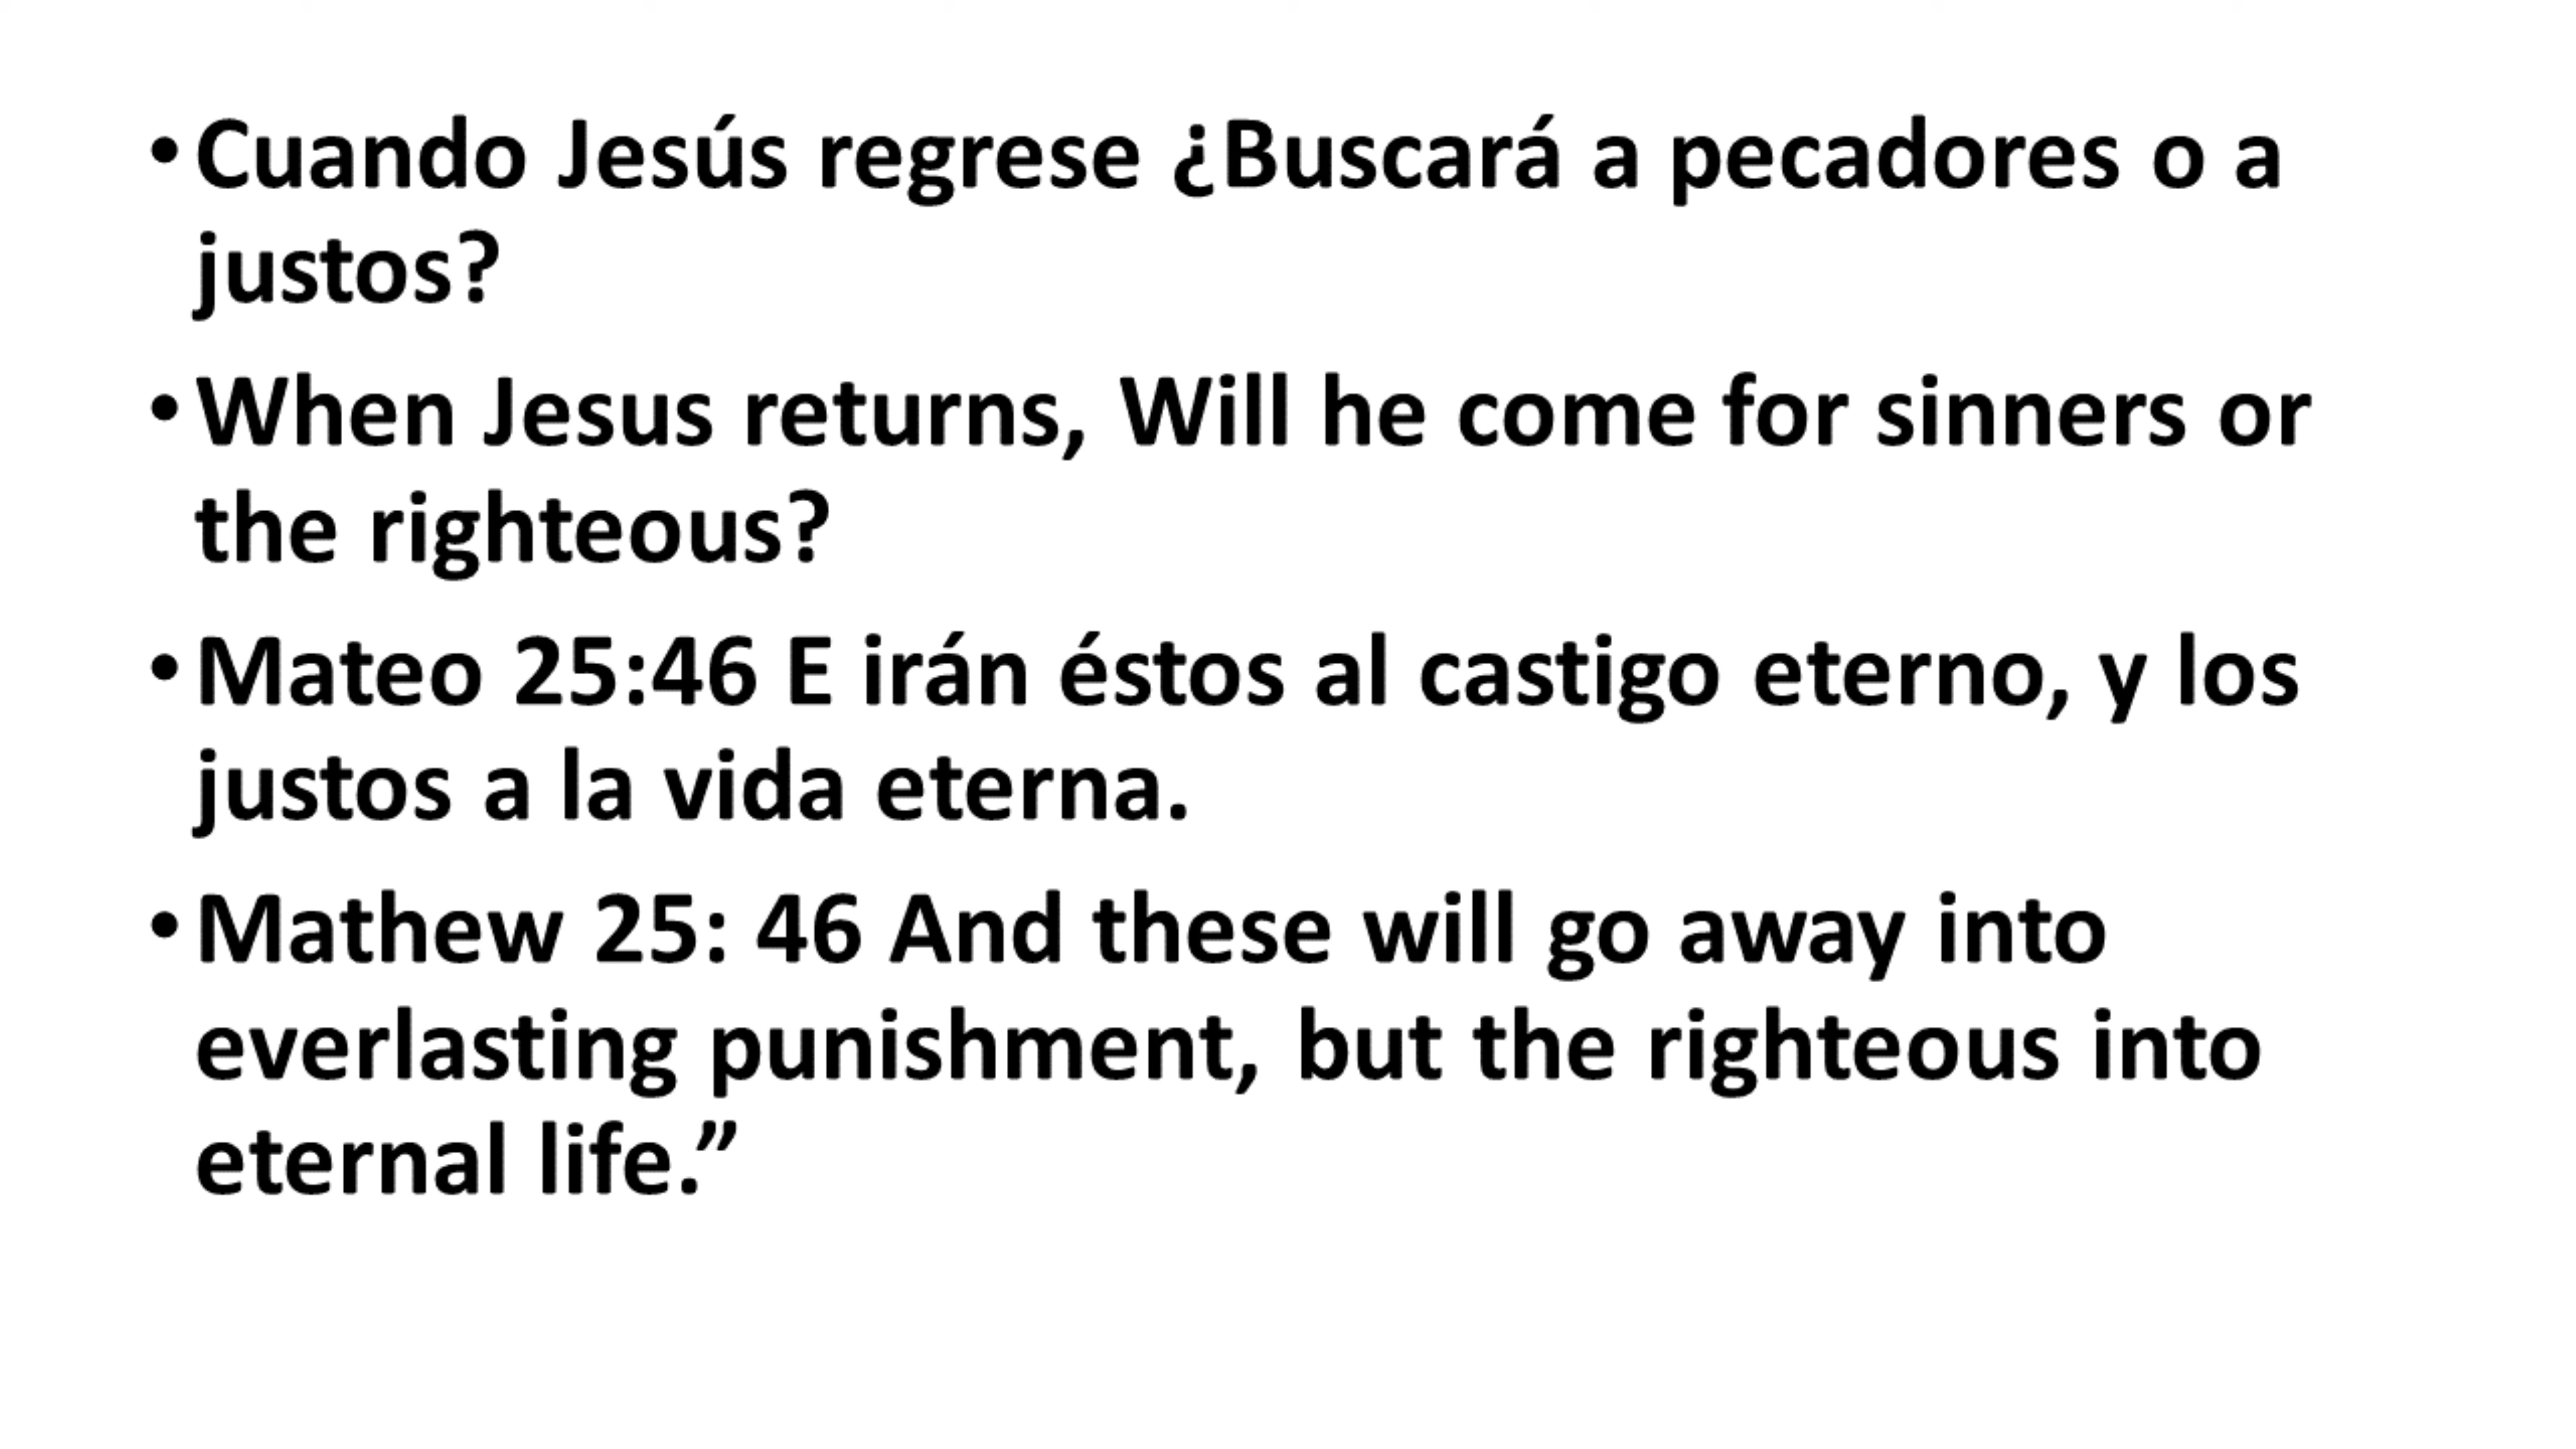 • Cuando Jesús regrese ¿Buscará a pecadores o a
justos?
• When Jesus returns, Will he come for sinners or
the righteous?
• Mateo 25:46 E irán éstos al castigo eterno, y los
justos a la vida eterna.
• Mathew 25: 46 And these will go away into
everlasting punishment, but the righteous into
eternal life.”